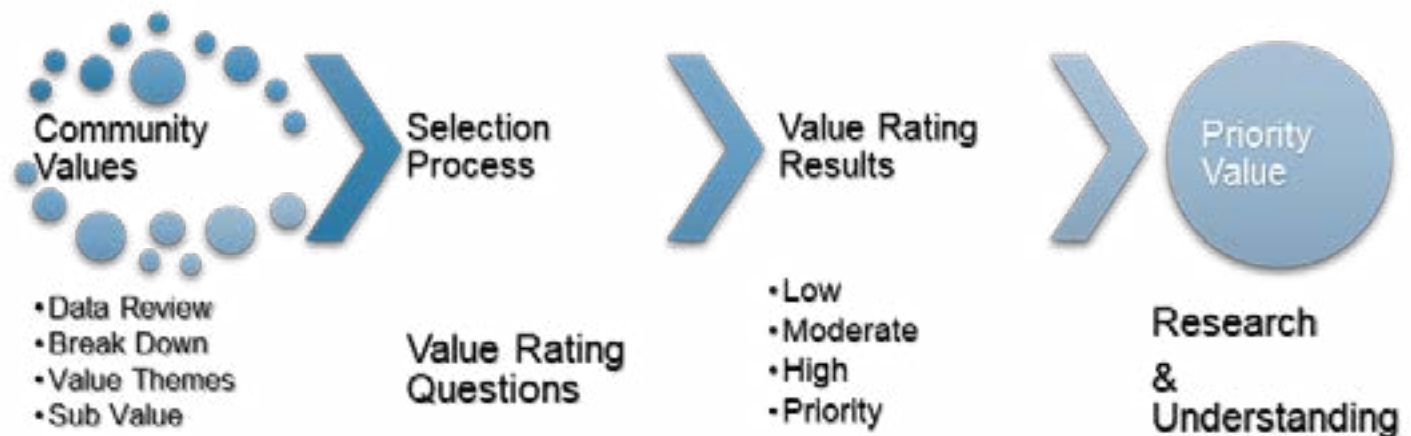 Community
Values
• Data Review
• Break Down
• Value Themes
• Sub Value
Selection
Process
Value Rating
Questions
Value Rating
Results
• Low
• Moderate
• High
• Priority
Priority
Value
Research
&
Understanding